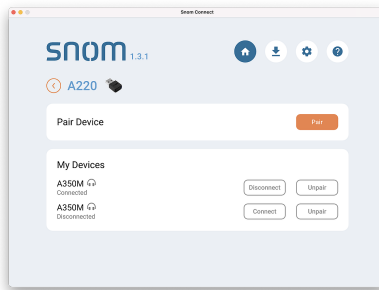 Snom Connect
snom 1.3.1
A220
Pair Device
Pair
My Devices
A350M
Connected
Disconnect
Unpair
A350M
Disconnected
Connect
Unpair